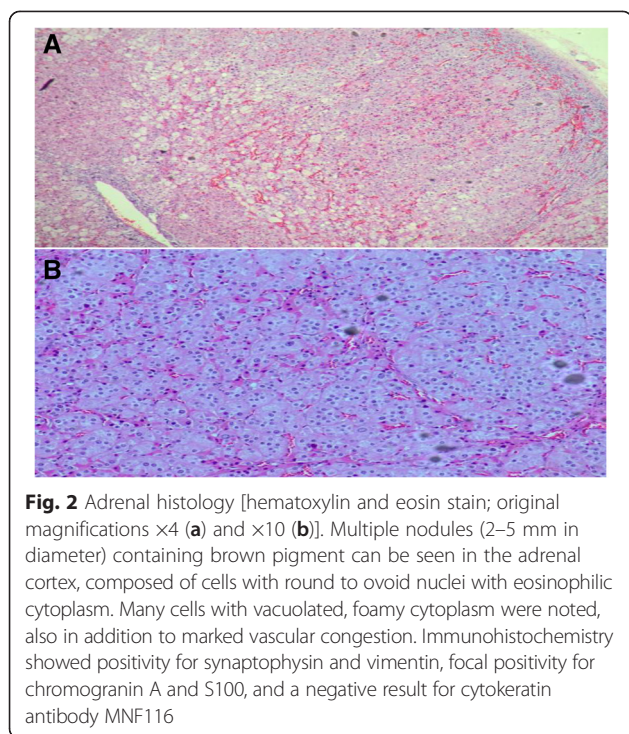 A
B
Fig. 2 Adrenal histology [hematoxylin and eosin stain; original
magnifications ×4 (a) and ×10 (b)]. Multiple nodules (2–5 mm in
diameter) containing brown pigment can be seen in the adrenal
cortex, composed of cells with round to ovoid nuclei with eosinophilic
cytoplasm. Many cells with vacuolated, foamy cytoplasm were noted,
also in addition to marked vascular congestion. Immunohistochemistry
showed positivity for synaptophysin and vimentin, focal positivity for
chromogranin A and S100, and a negative result for cytokeratin
antibody MNF116